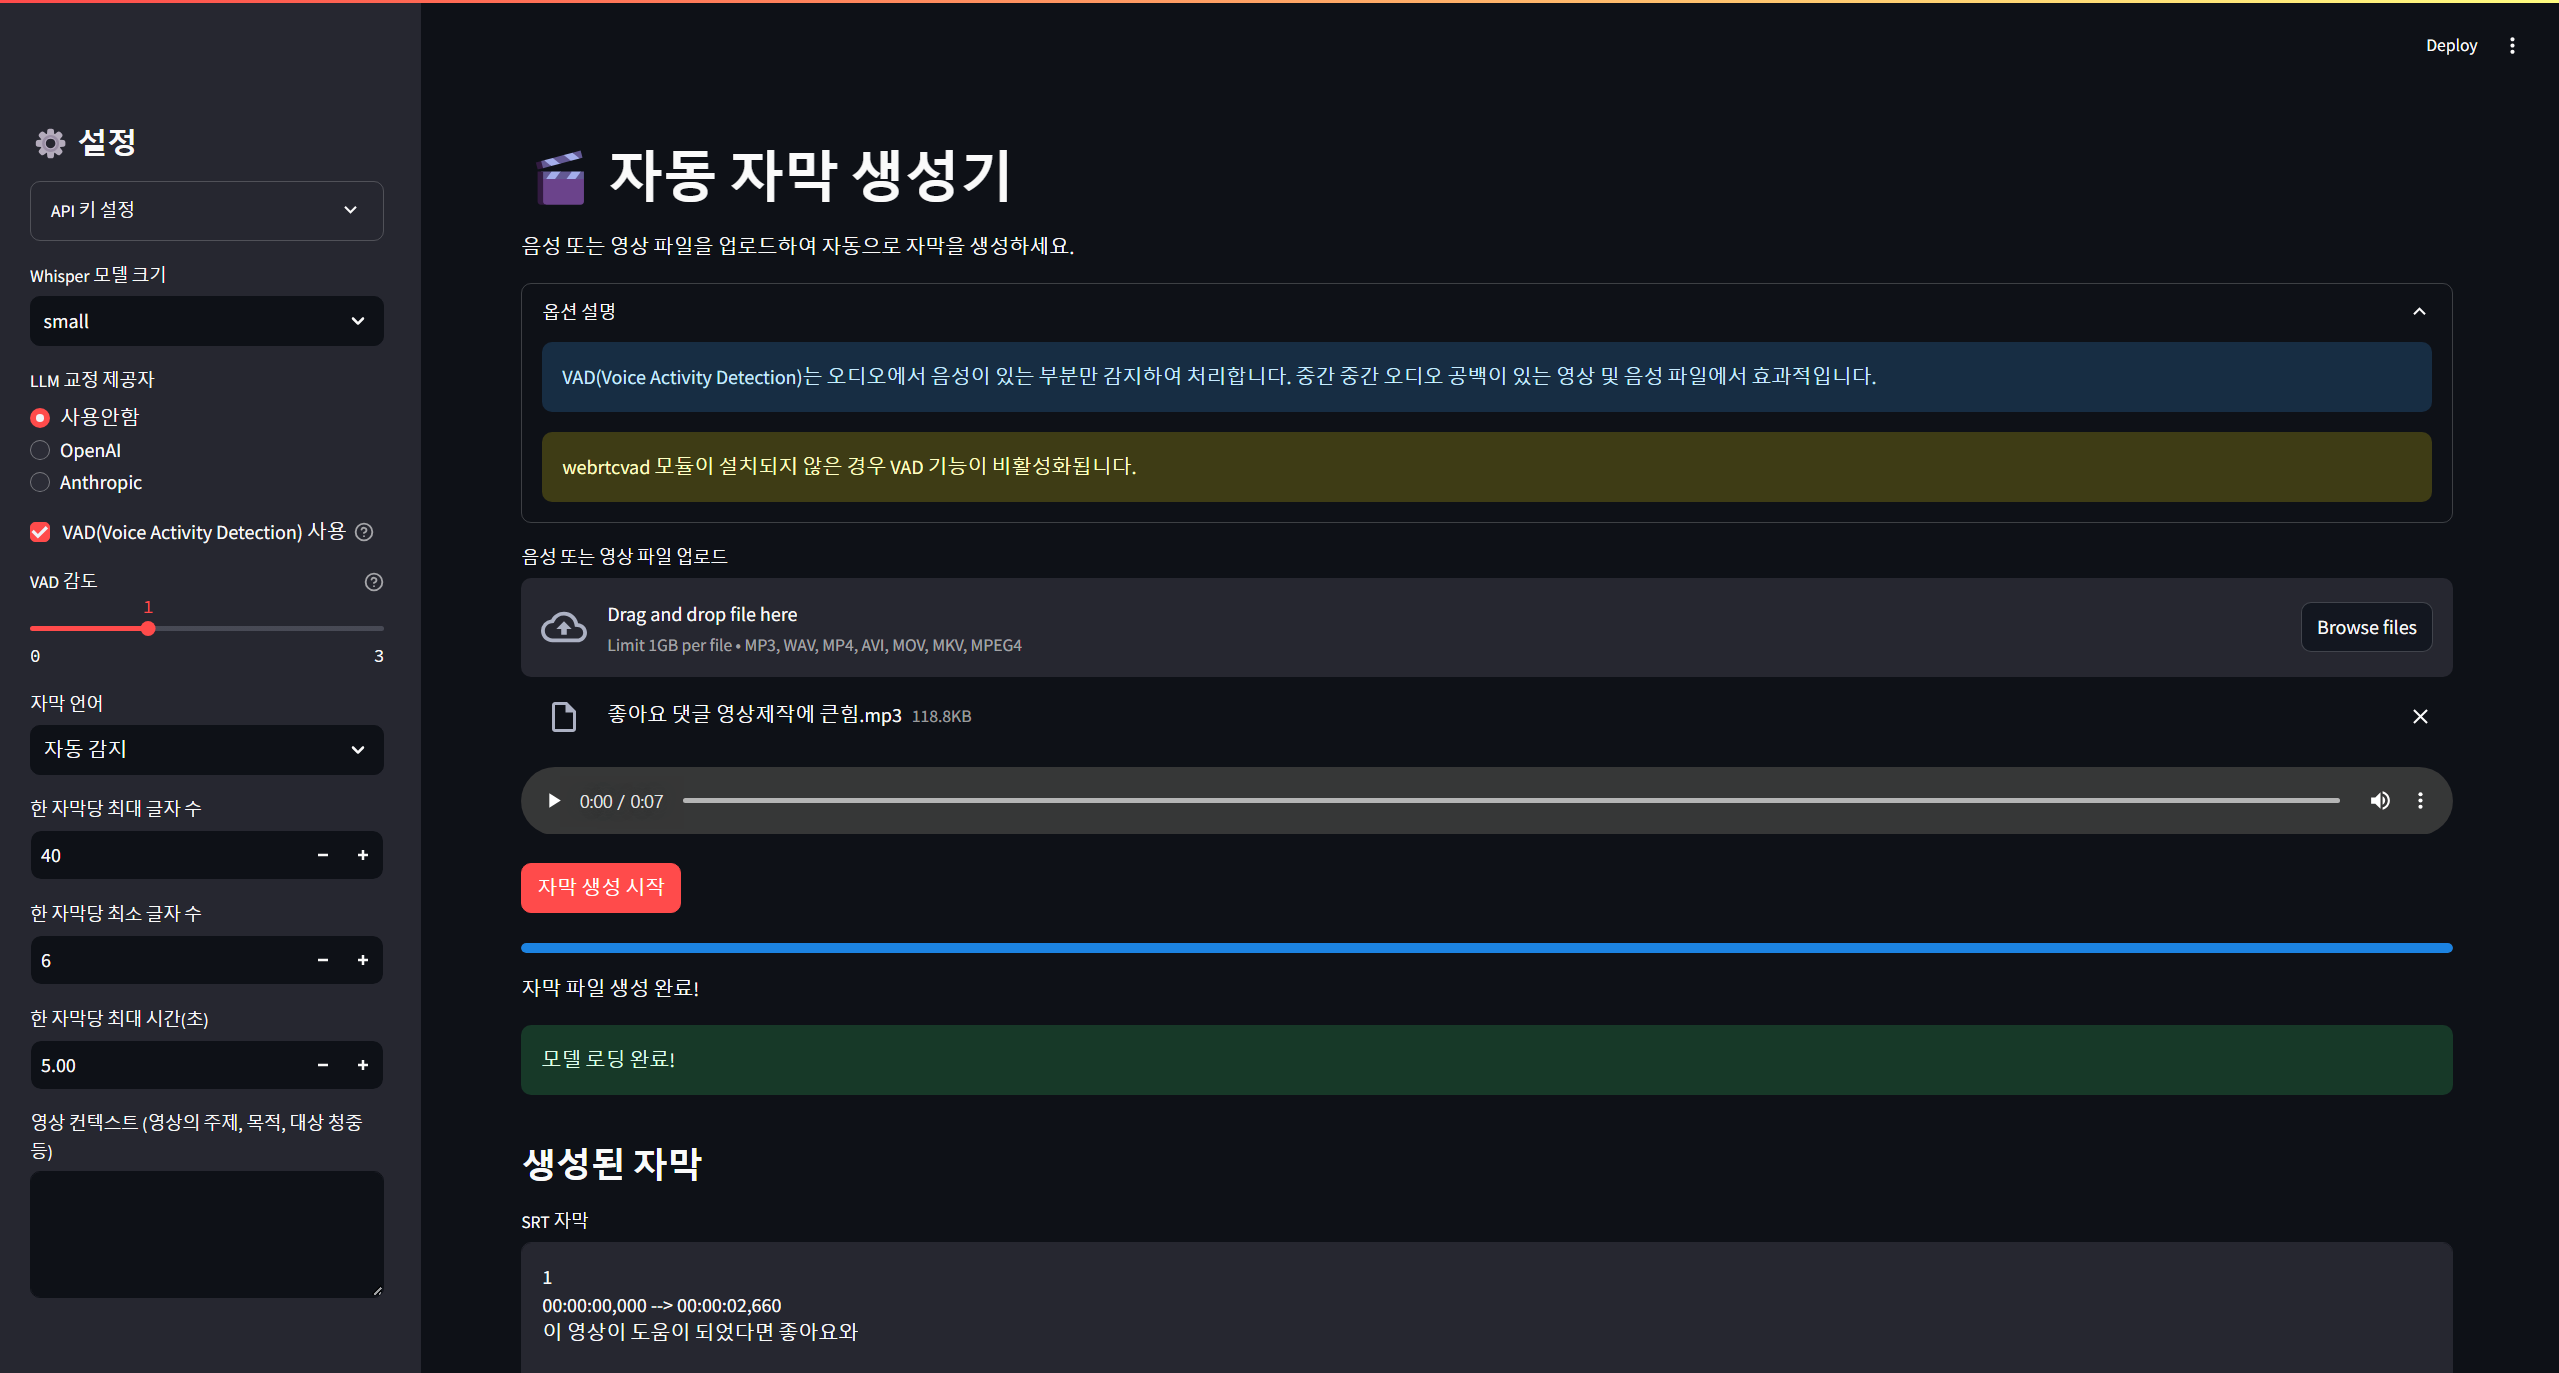 Deploy
설정
API 키 설정
Whisper 모델 크기
small
LLM 교정 제공자
사용안함
OpenAI
Anthropic
VAD(Voice Activity Detection) 사용
VAD 감도
1
0
3
자막 언어
자동 감지
한 자막당 최대 글자 수
40
한 자막당 최소 글자 수
6
한 자막당 최대 시간(초)
5.00
영상 컨텍스트 (영상의 주제, 목적, 대상 청중
등)
자동 자막 생성기
음성 또는 영상 파일을 업로드하여 자동으로 자막을 생성하세요.
옵션 설명
VAD(Voice Activity Detection)는 오디오에서 음성이 있는 부분만 감지하여 처리합니다. 중간 중간 오디오 공백이 있는 영상 및 음성 파일에서 효과적입니다.
webrtcvad 모듈이 설치되지 않은 경우 VAD 기능이 비활성화됩니다.
음성 또는 영상 파일 업로드
Drag and drop file here
Limit 1GB per file • MP3, WAV, MP4, AVI, MOV, MKV, MPEG4
Browse files
좋아요 댓글 영상제작에 큰힘.mp3 118.8KB
0:00 / 0:07
자막 생성 시작
자막 파일 생성 완료!
모델 로딩 완료!
생성된 자막
SRT 자막
1
00:00:00,000 --> 00:00:02,660
이 영상이 도움이 되었다면 좋아요와